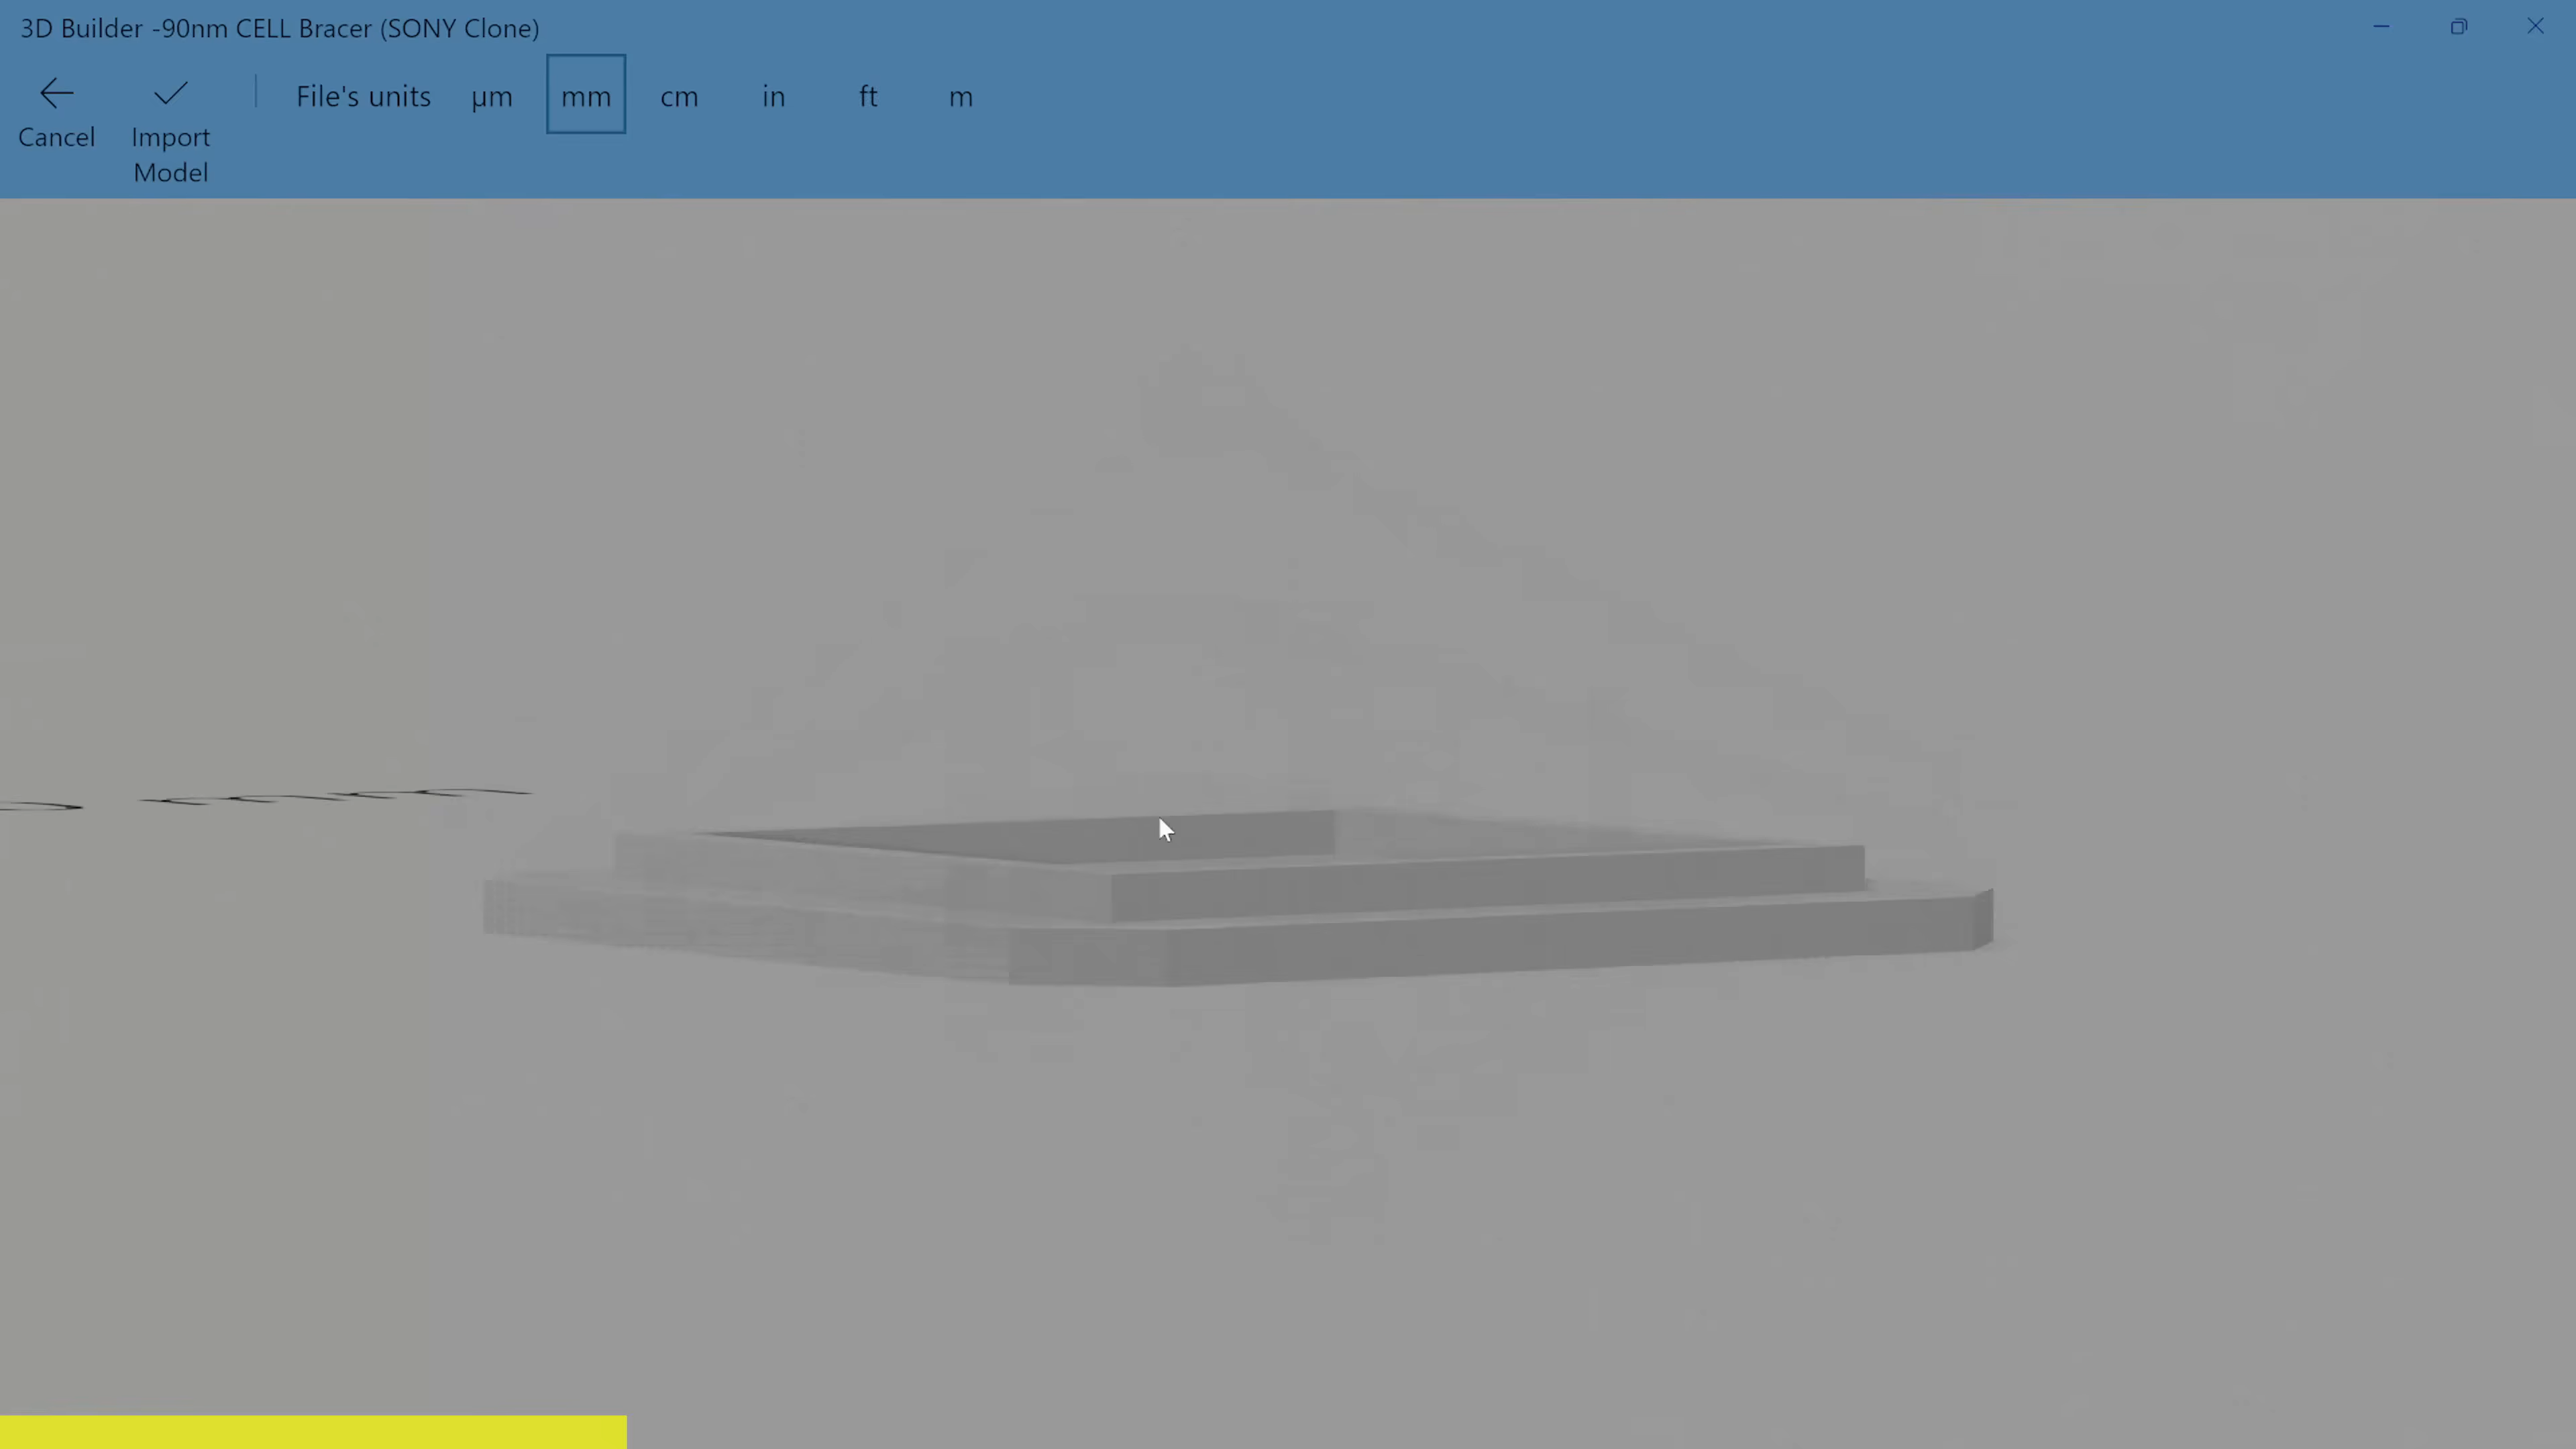 3D Builder -90nm CELL Bracer (SONY Clone)
File's units µm mm cm in ft m
Cancel
Import
Model